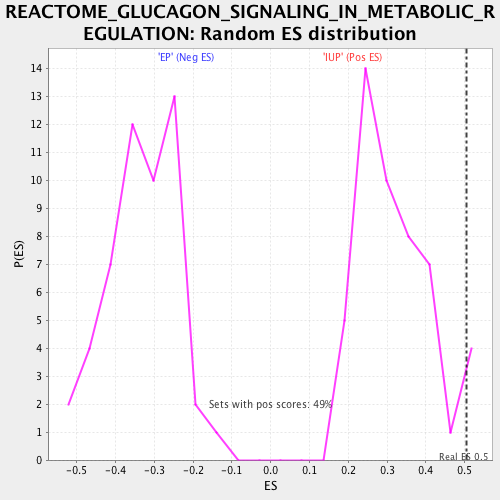 REACTOME_GLUCAGON_SIGNALING_IN_METABOLIC_R
EGULATION: Random ES distribution
'EP' (Neg ES) 'IUP' (Pos ES)
14
13
12
11
10
9
8
7
6
5
4
3
2
1
0
P(ES)
Sets with pos scores: 49%
Real ES 0.5
-0.5 -0.4 -0.3 -0.2 -0.1 0.0 0.1 0.2 0.3 0.4 0.5
ES